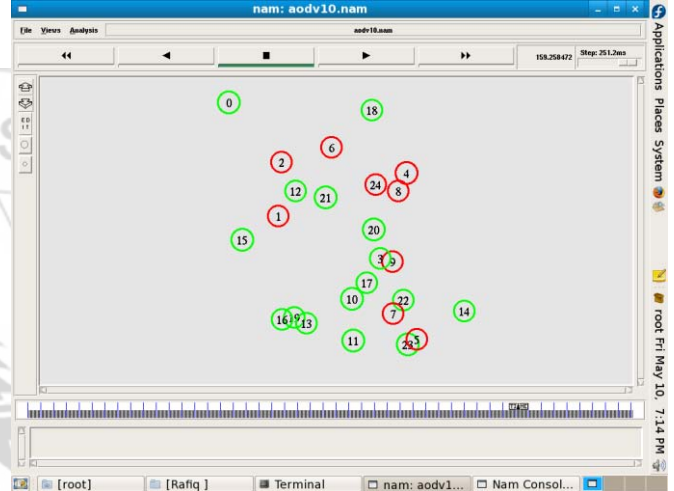 nam: aodv10.nam
File Views Analysis
aodv10.nam
159.258472
Step: 251.2ms
0
18
6
2
4
24
8
12
21
1
20
15
3
9
17
10
22
7
14
16
19
13
11
23
5
TIME
[root]
[Rafiq ]
Terminal
nam: aodv1...
Nam Consol...
Applications Places System
root Fri May 10, 7:14 PM